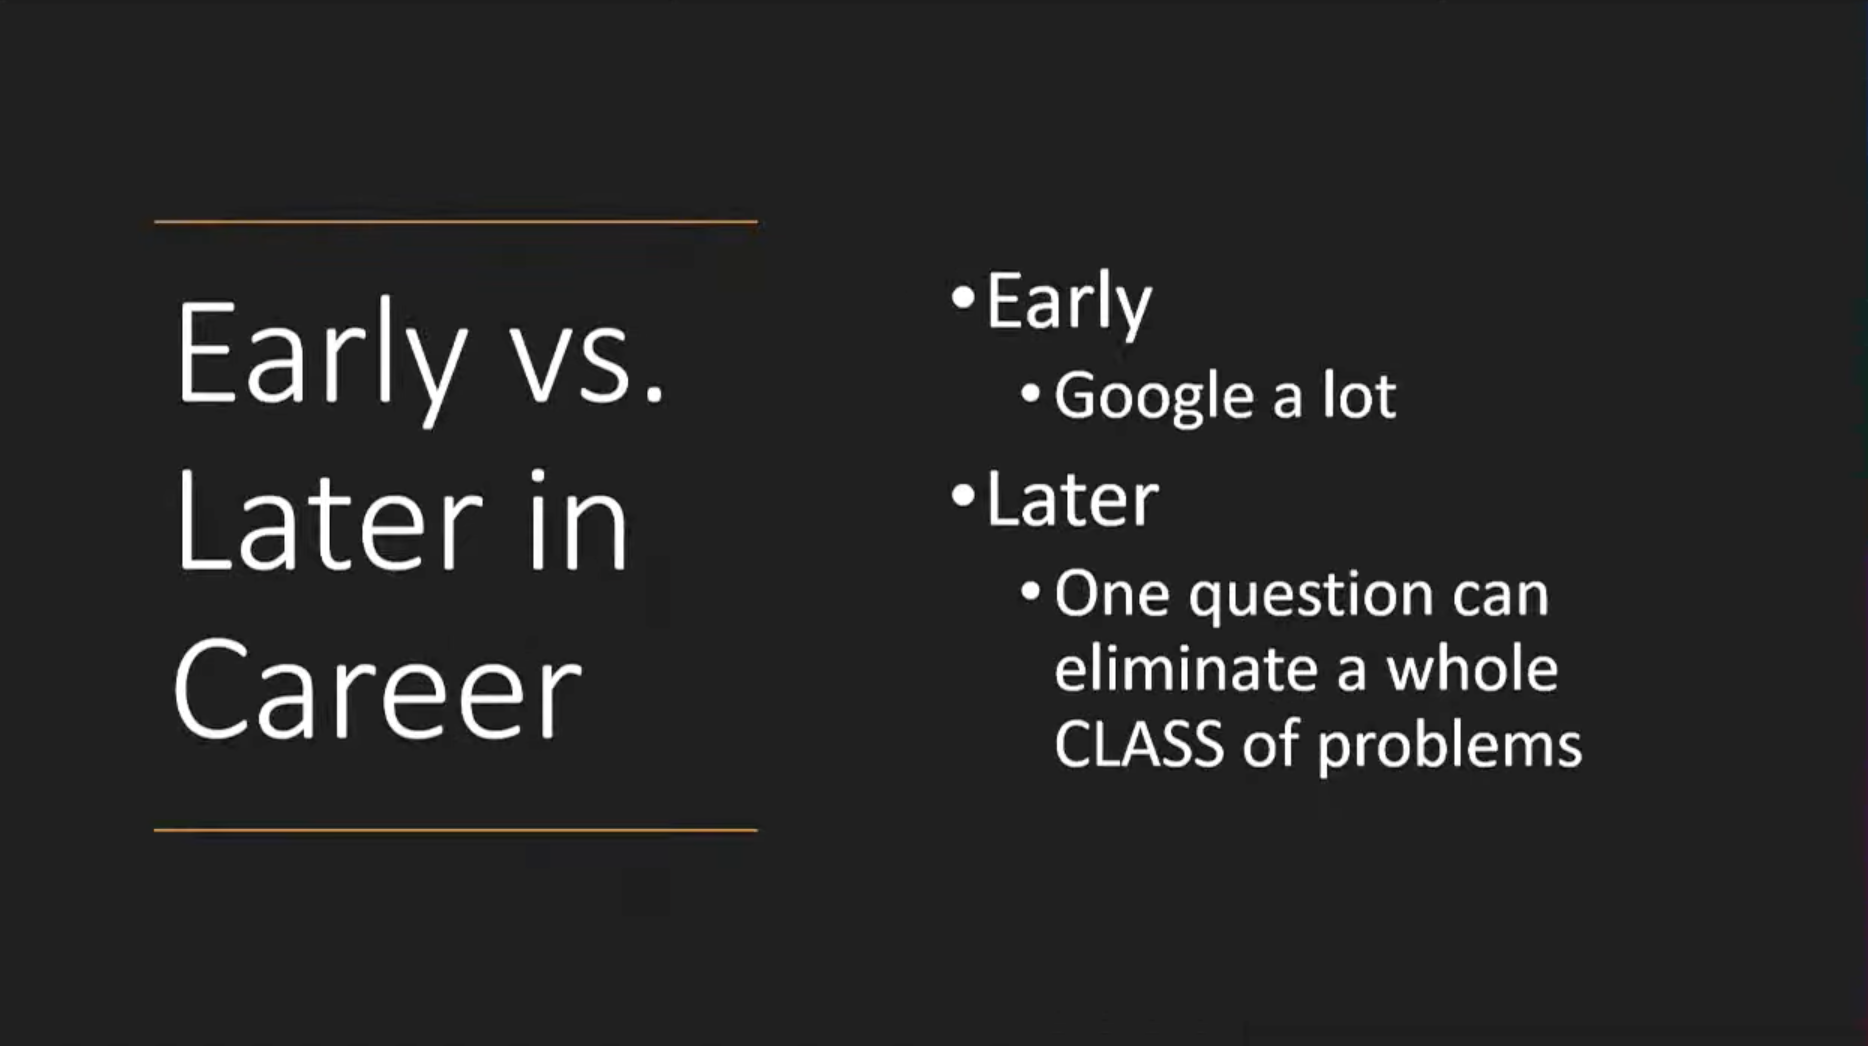 Early vs.
Later in
Career
•Early
•Google a lot
•Later
•One question can
eliminate a whole
CLASS of problems